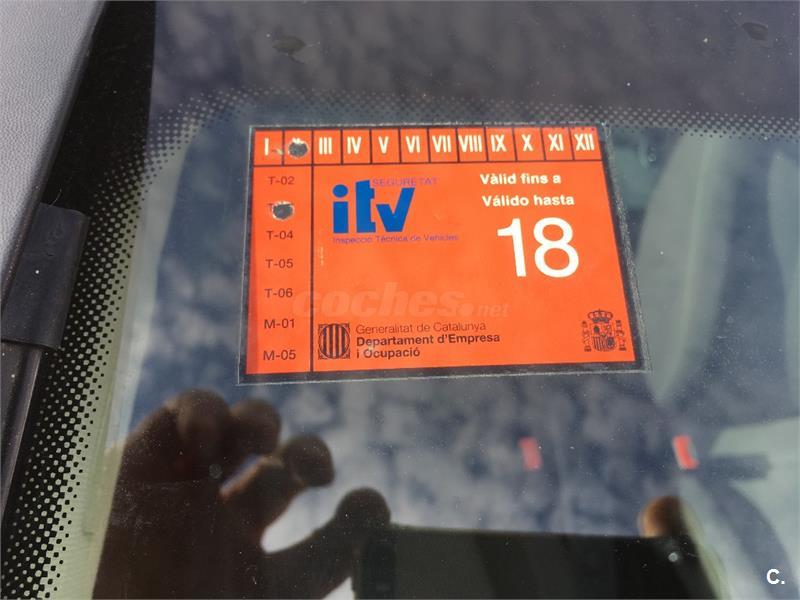 I III IV V VI VII VIII IX X XI XII
T-02
T-04
T-05
T-06
M-01
M-05
SEGURETAT
itv
Inspecció Tècnica de Vehicles
Vàlid fins a
Válido hasta
18
coches.net
Generalitat de Catalunya
Departament d'Empresa
i Ocupació
C.